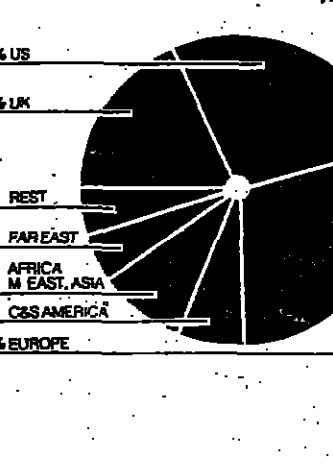 % US
% UK
REST
FAR EAST
AFRICA
M EAST, ASIA
C&S AMERICA
% EUROPE